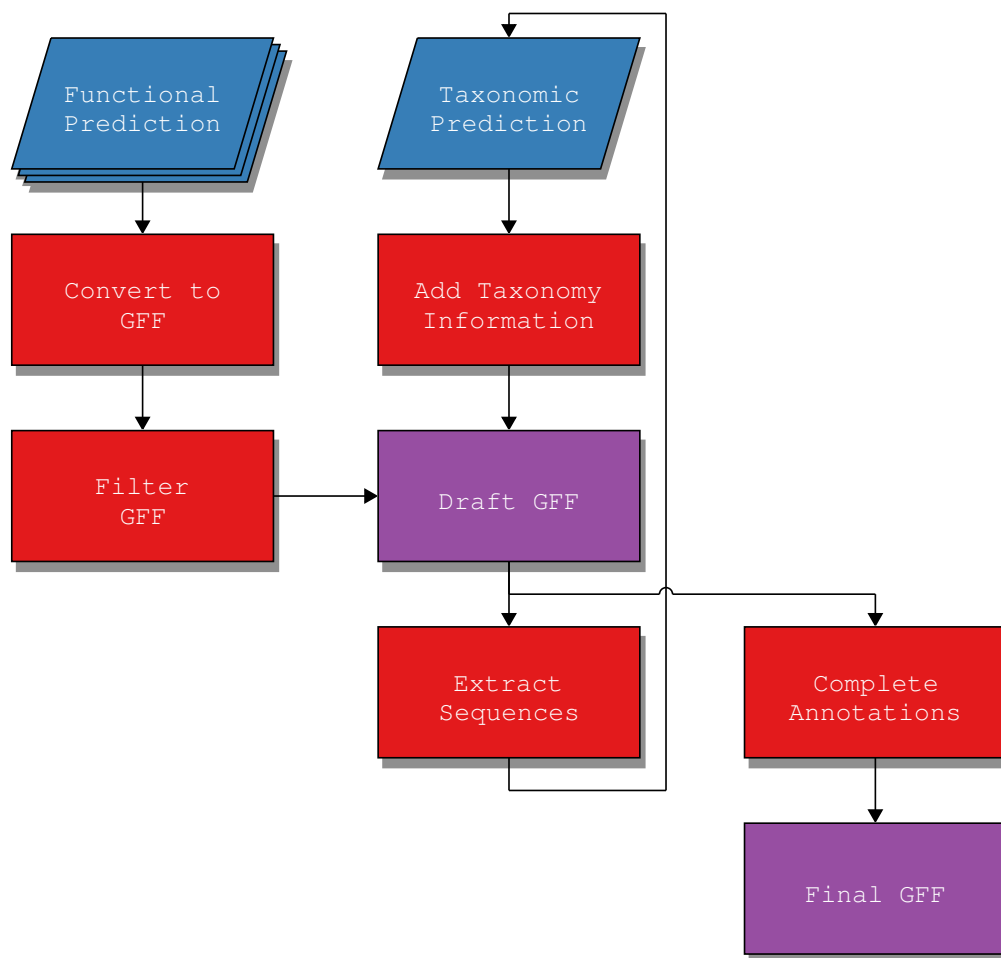 Functional
Prediction
Taxonomic
Prediction
Convert to
GFF
Add Taxonomy
Information
Filter
GFF
Draft GFF
Extract
Sequences
Complete
Annotations
Final GFF